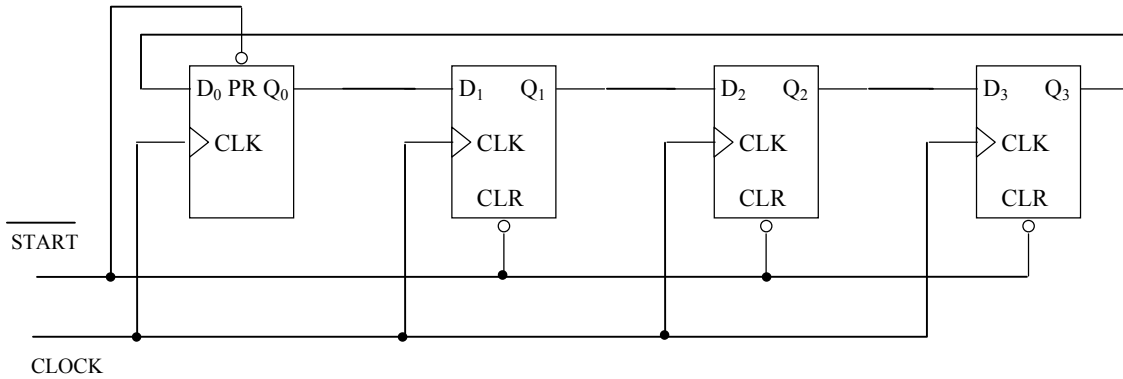 D₀ PR Q₀ D₁ Q₁ D₂ Q₂ D₃ Q₃
CLK CLK CLK CLK
CLR CLR CLR
START
CLOCK